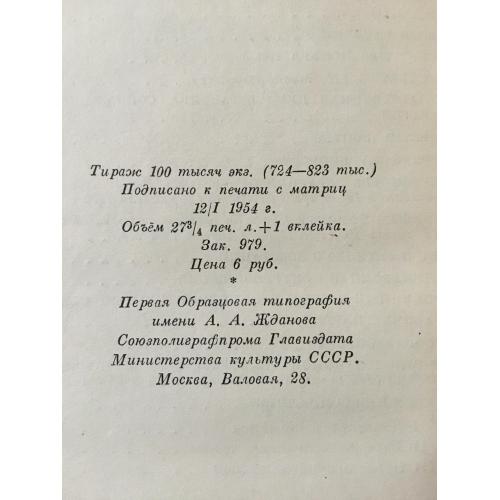 Тираж 100 тысяч экз. (724—823 тыс.)
Подписано к печати с матриц
12/I 1954 г.
Объём 27³/₄ печ. л.+1 вклейка.
Зак. 979.
Цена 6 руб.
*
Первая Образцовая типография
имени А. А. Жданова
Союзполиграфпрома Главиздата
Министерства культуры СССР.
Москва, Валовая, 28.